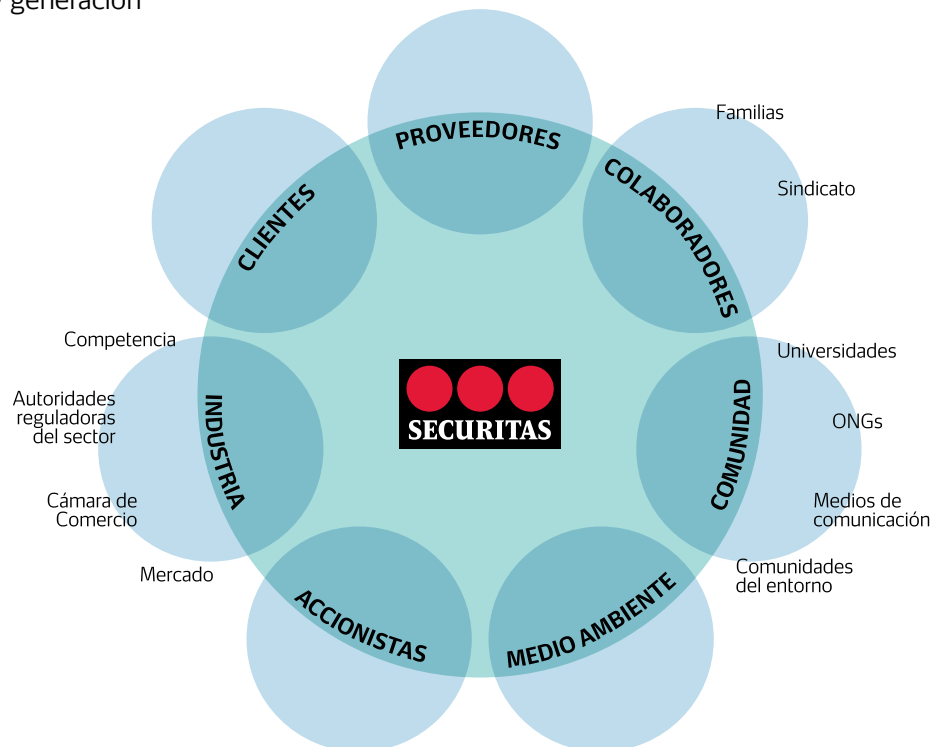 generación
PROVEEDORES
Familias
COLABORADORES
Sindicato
CLIENTES
Competencia
Universidades
Autoridades
reguladoras
del sector
INDUSTRIA
SECURITAS
COMUNIDAD
ONGs
Cámara de
Comercio
Medios de
comunicación
Mercado
Comunidades
del entorno
ACCIONISTAS
MEDIO AMBIENTE